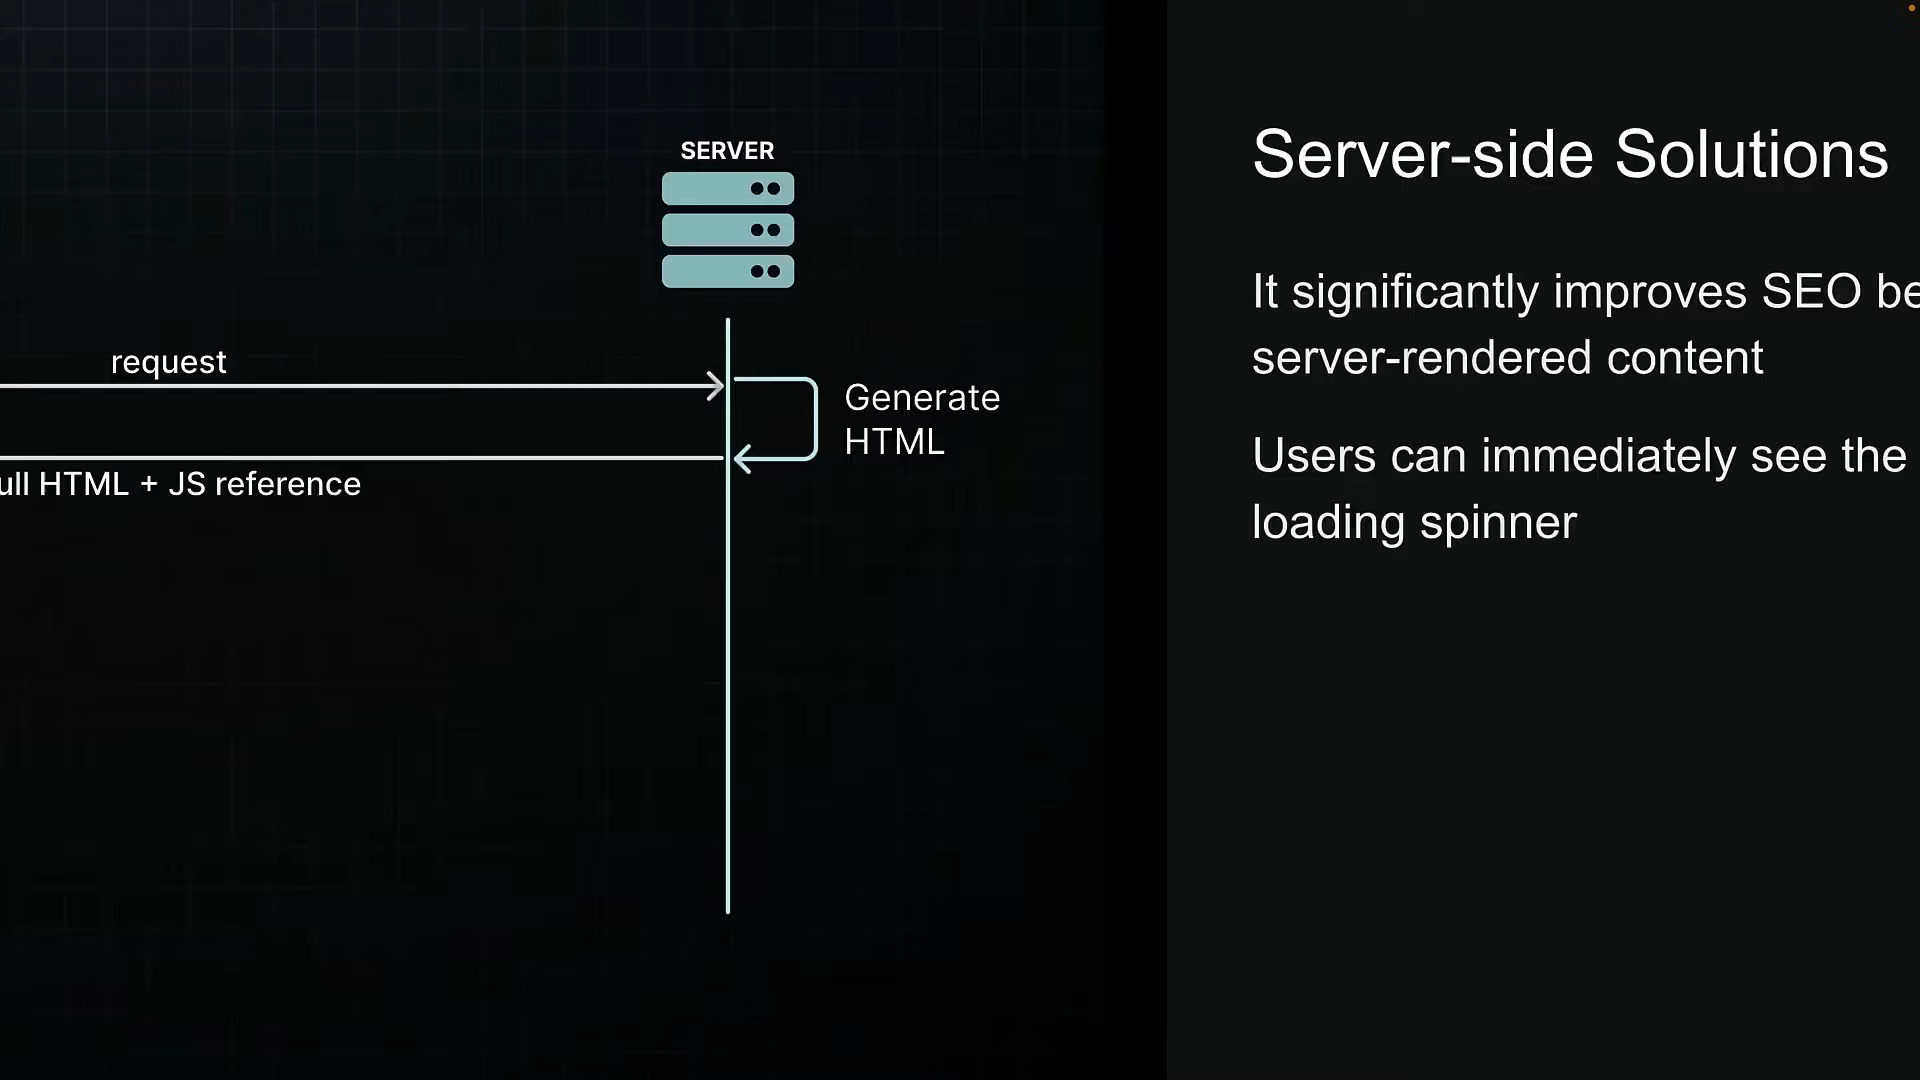 SERVER
request
Generate
HTML
ull HTML + JS reference
Server-side Solutions
It significantly improves SEO be
server-rendered content
Users can immediately see the
loading spinner